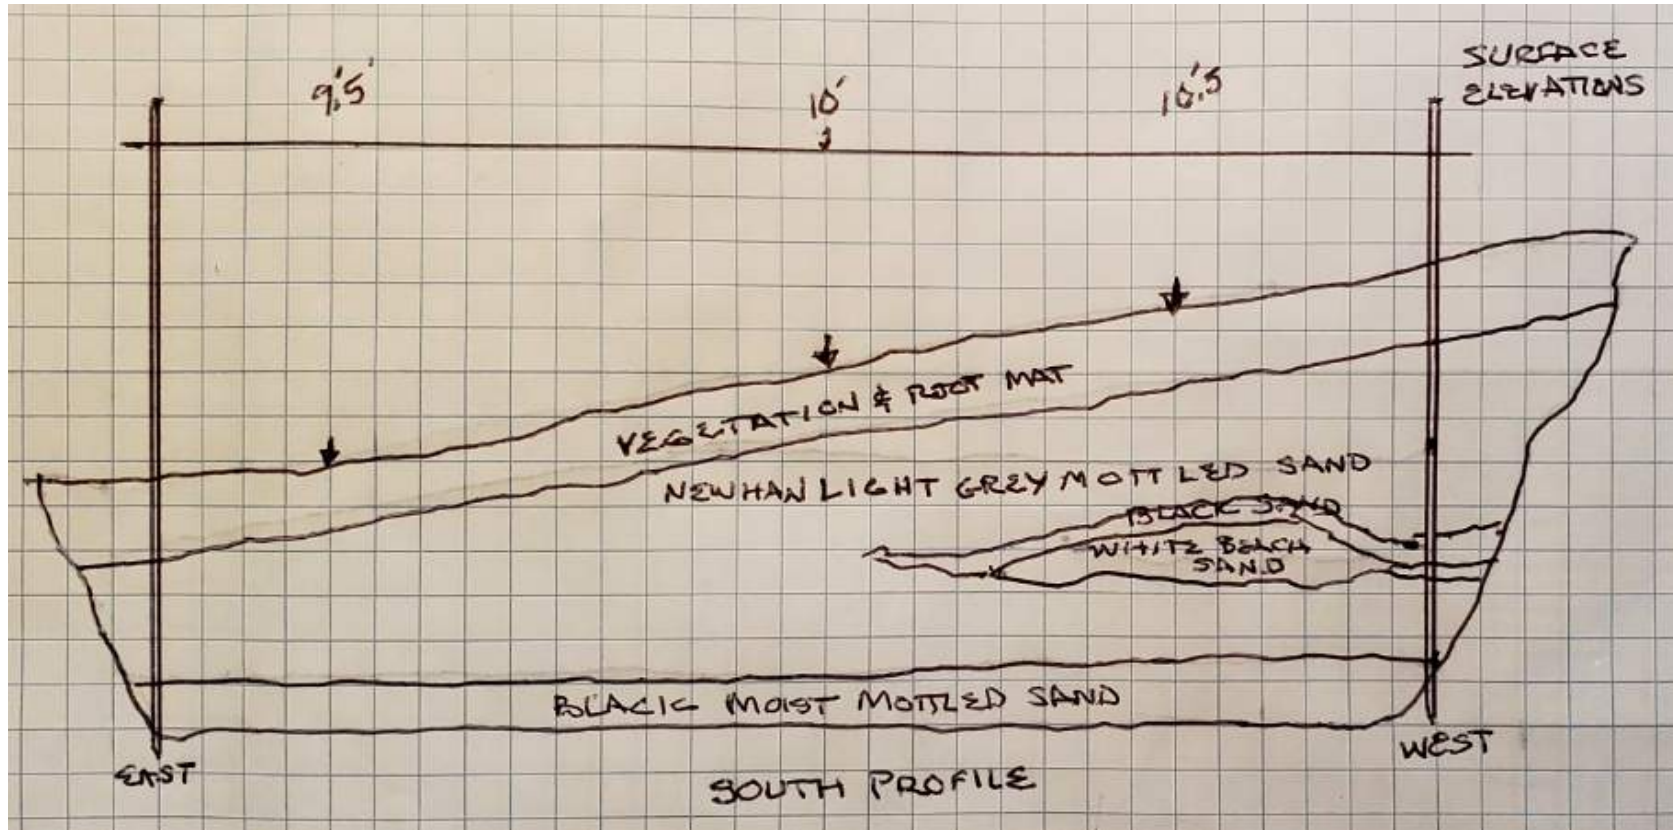 SURFACE
ELEVATIONS
9.'5
10'
10.'5
VEGETATION & ROOT MAT
NEWHAN LIGHT GREY MOTTLED SAND
BLACK SAND
WHITE BEACH
SAND
BLACK MOIST MOTTLED SAND
EAST
WEST
SOUTH PROFILE